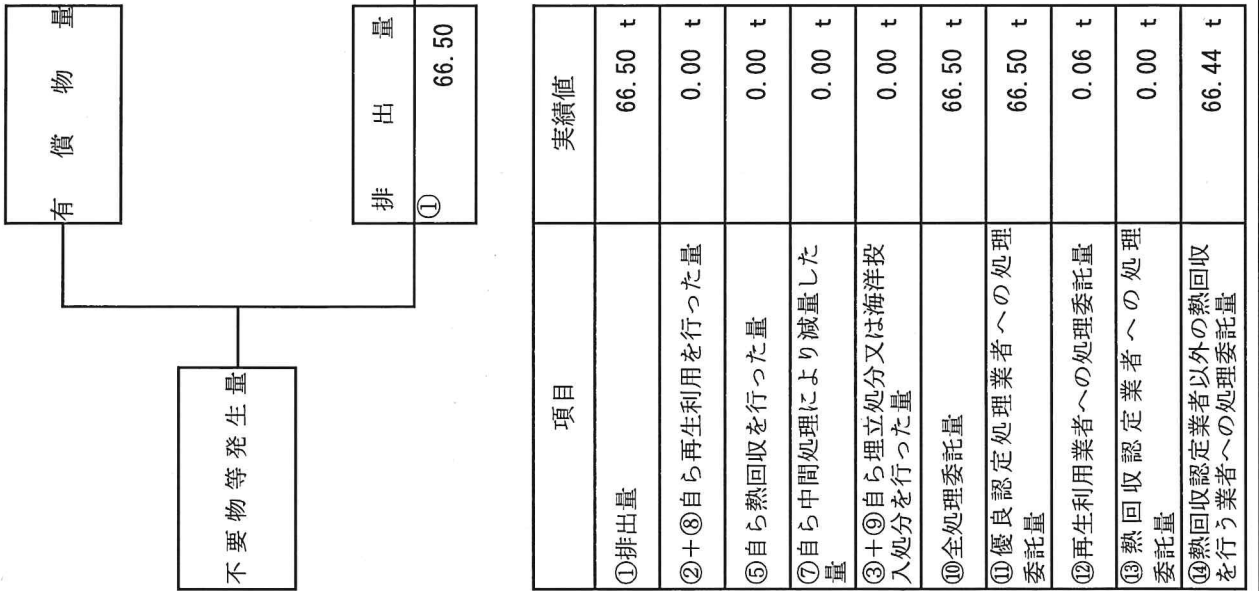 有償物量
不要物等発生量
排出量
① 66.50
項目 実績値
①排出量 66.50 t
②+⑧自ら再生利用を行った量 0.00 t
⑤自ら熱回収を行った量 0.00 t
⑦自ら中間処理により減量した
量 0.00 t
③+⑨自ら埋立処分又は海洋投
入処分を行った量 0.00 t
⑩全処理委託量 66.50 t
⑪優良認定処理業者への処理
委託量 66.50 t
⑫再生利用業者への処理委託量 0.06 t
⑬熱回収認定業者への処理
委託量 0.00 t
⑭熱回収認定業者以外の熱回収
を行う業者への処理委託量 66.44 t